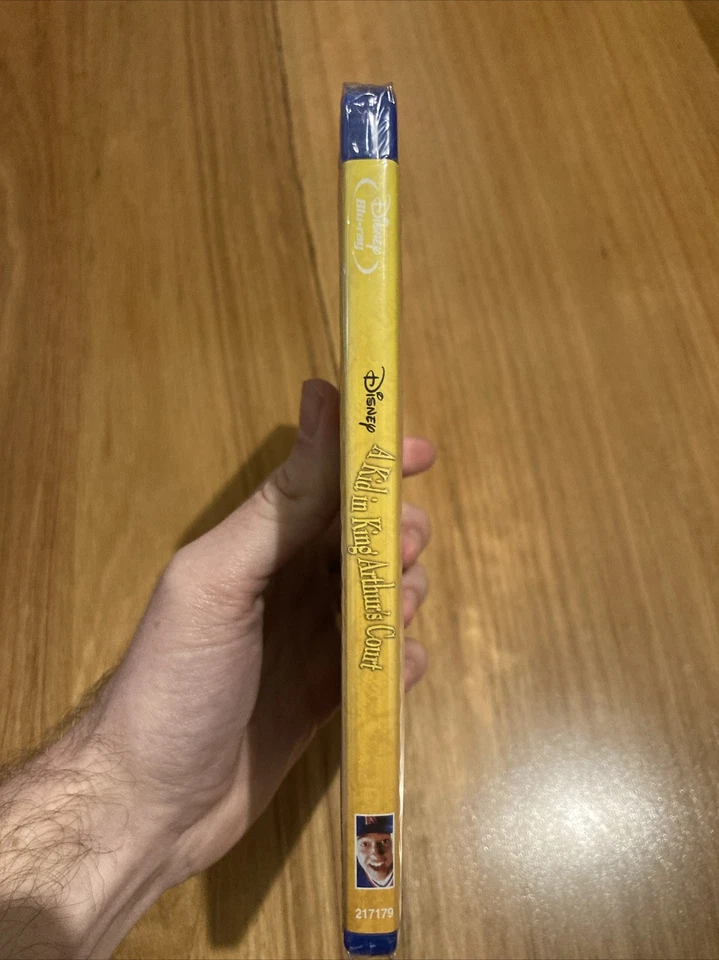 Disney
Blu-ray
Disney
A Kid in King Arthur's Court
217179